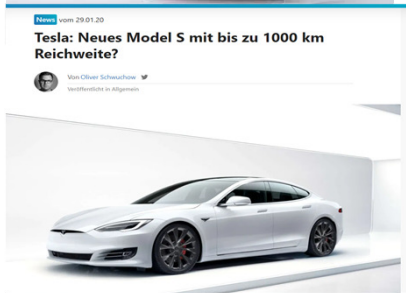 News vom 29.01.20
Tesla: Neues Model S mit bis zu 1000 km
Reichweite?
Von Oliver Schwuchow
Veröffentlicht in Allgemein